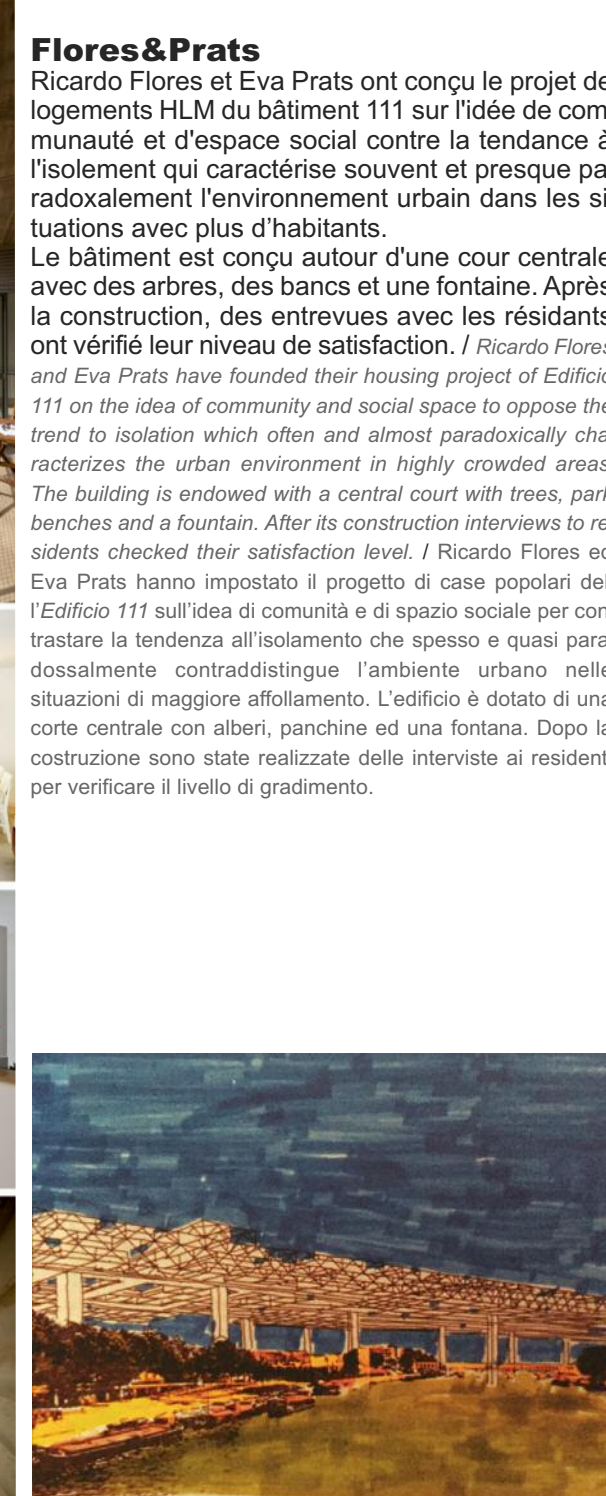 Flores&Prats
Ricardo Flores et Eva Prats ont conçu le projet de
logements HLM du bâtiment 111 sur l'idée de com
munauté et d'espace social contre la tendance à
l'isolement qui caractérise souvent et presque pa
radoxalement l'environnement urbain dans les si
tuations avec plus d’habitants.
Le bâtiment est conçu autour d'une cour centrale
avec des arbres, des bancs et une fontaine. Après
la construction, des entrevues avec les résidants
ont vérifié leur niveau de satisfaction. / Ricardo Flores
and Eva Prats have founded their housing project of Edificio
111 on the idea of community and social space to oppose the
trend to isolation which often and almost paradoxically cha
racterizes the urban environment in highly crowded areas
The building is endowed with a central court with trees, park
benches and a fountain. After its construction interviews to re
sidents checked their satisfaction level. / Ricardo Flores ed
Eva Prats hanno impostato il progetto di case popolari del
l’Edificio 111 sull’idea di comunità e di spazio sociale per con
trastare la tendenza all’isolamento che spesso e quasi para
dossalmente contraddistingue l’ambiente urbano nelle
situazioni di maggiore affollamento. L’edificio è dotato di una
corte centrale con alberi, panchine ed una fontana. Dopo la
costruzione sono state realizzate delle interviste ai resident
per verificare il livello di gradimento.